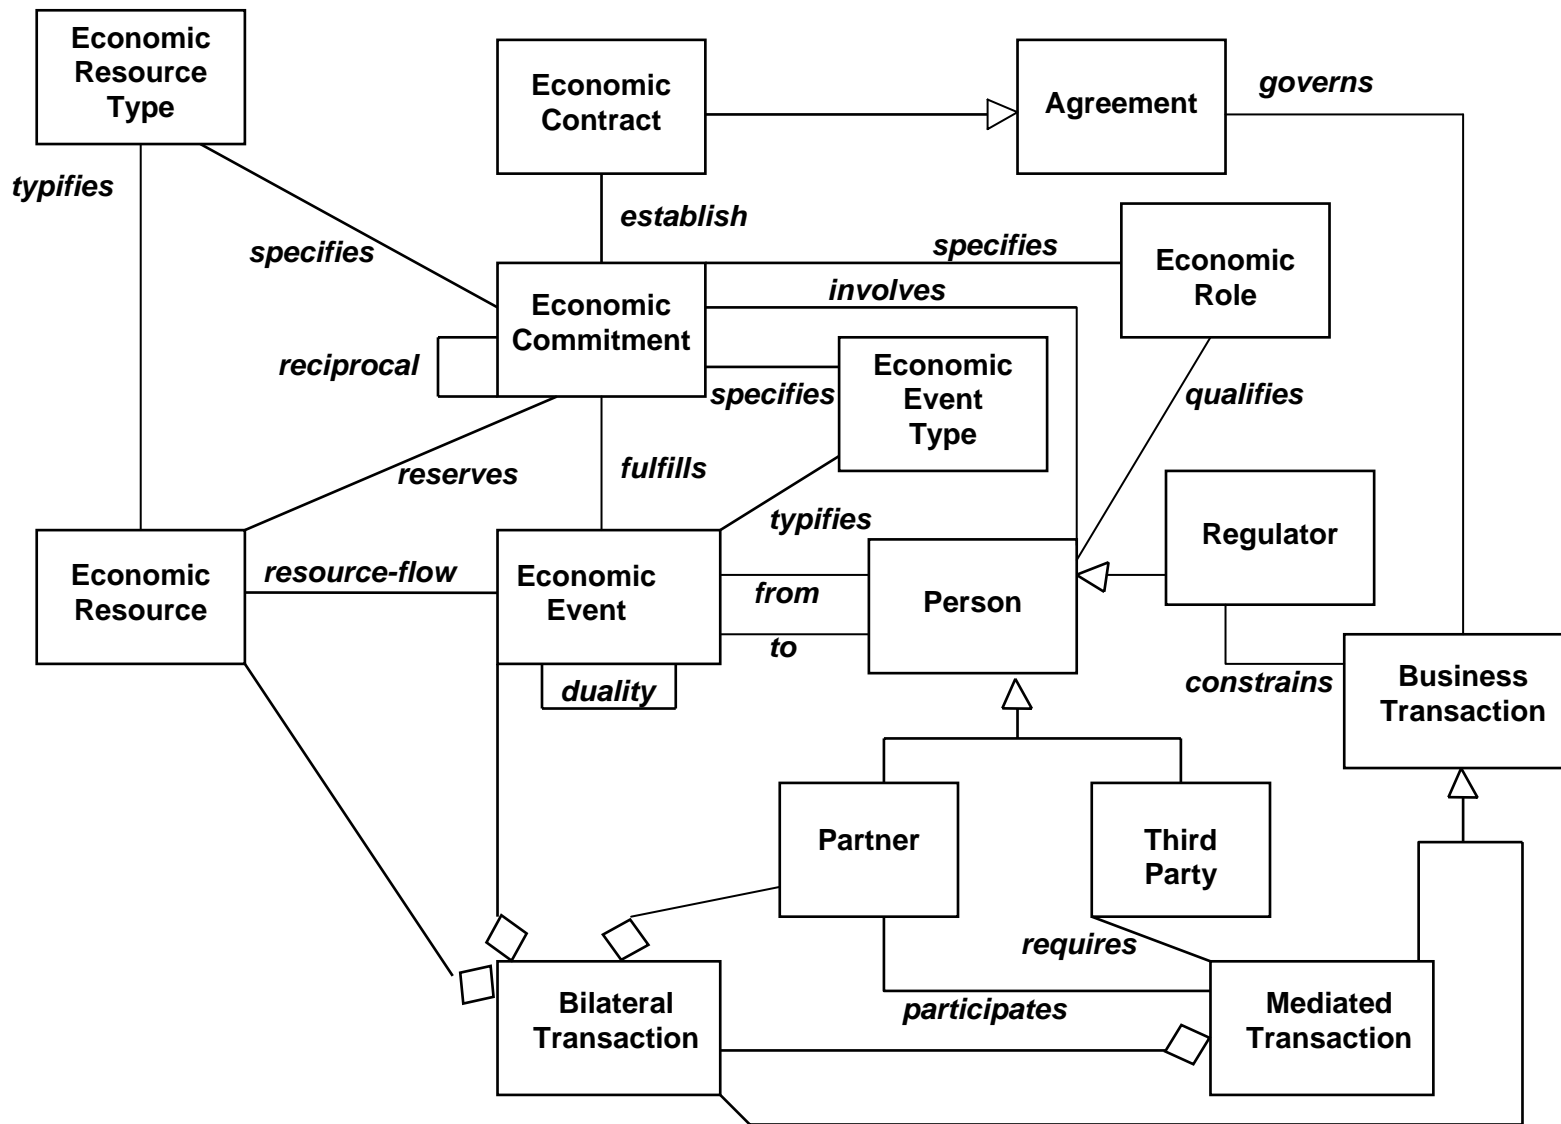 Economic
Resource
Type
Economic
Contract
Agreement
governs
typifies
establish
specifies
specifies
Economic
Role
involves
Economic
Commitment
reciprocal
Economic
Event
Type
specifies
qualifies
reserves
fulfills
typifies
Regulator
Economic
Resource
resource-flow
Economic
Event
from
to
Person
duality
constrains
Business
Transaction
Partner
Third
Party
requires
participates
Bilateral
Transaction
Mediated
Transaction